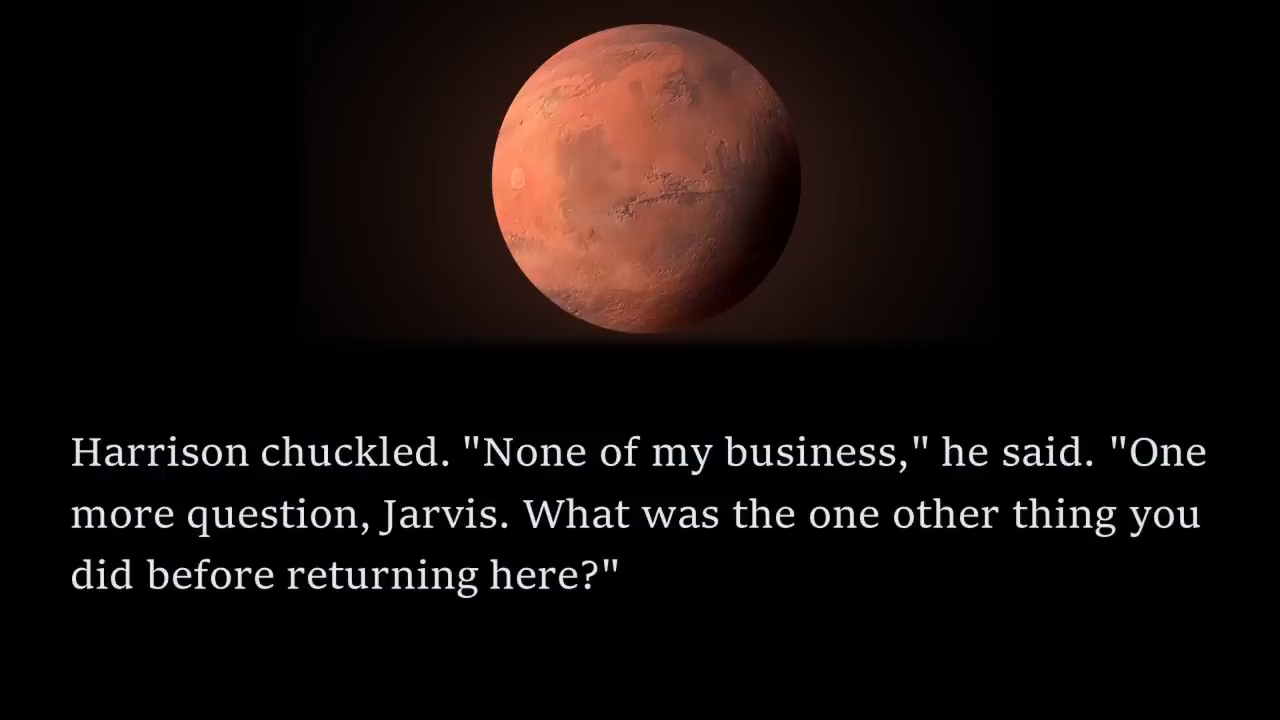 Harrison chuckled. "None of my business," he said. "One
more question, Jarvis. What was the one other thing you
did before returning here?"